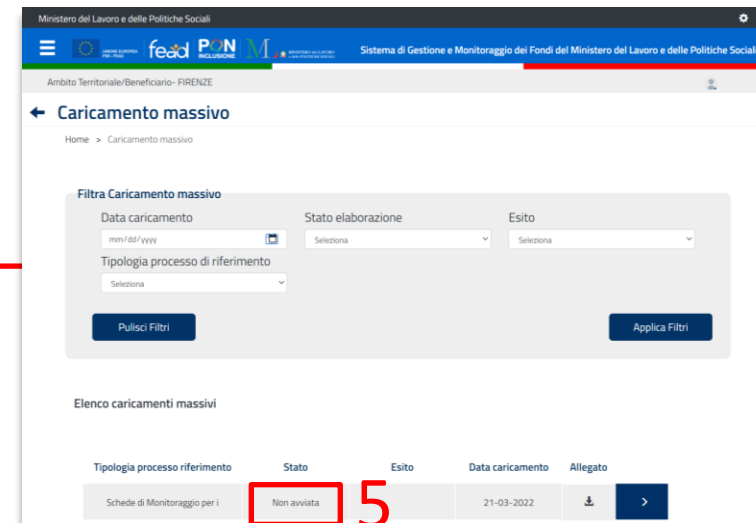 Ministero del Lavoro e delle Politiche Sociali
UNIONE EUROPEA fead PON INCLUSIONE M Sistema di Gestione e Monitoraggio dei Fondi del Ministero del Lavoro e delle Politiche Sociali
Ambito Territoriale/Beneficiario- FIRENZE
Caricamento massivo
Home > Caricamento massivo
Filtra Caricamento massivo
Data caricamento Stato elaborazione Esito
mm/dd/yyyy Seleziona Seleziona
Tipologia processo di riferimento
Seleziona
Pulisci Filtri Applica Filtri
Elenco caricamenti massivi
Tipologia processo riferimento Stato Esito Data caricamento Allegato
Schede di Monitoraggio per i Non avviata 5 21-03-2022